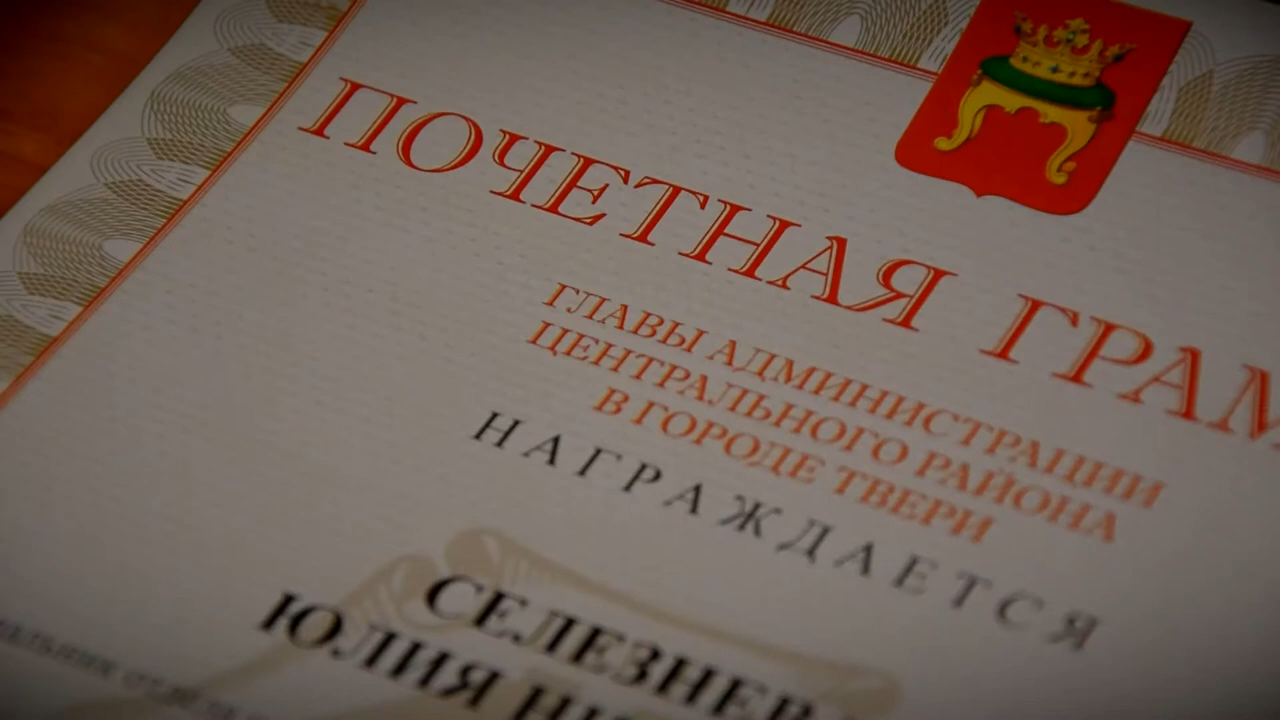 ПОЧЕТНАЯ ГРАМ
ГЛАВЫ АДМИНИСТРАЦИИ
ЦЕНТРАЛЬНОГО РАЙОНА
В ГОРОДЕ ТВЕРИ
НАГРАЖДАЕТСЯ
СЕЛЕЗНЕВ
ЮЛИЯ